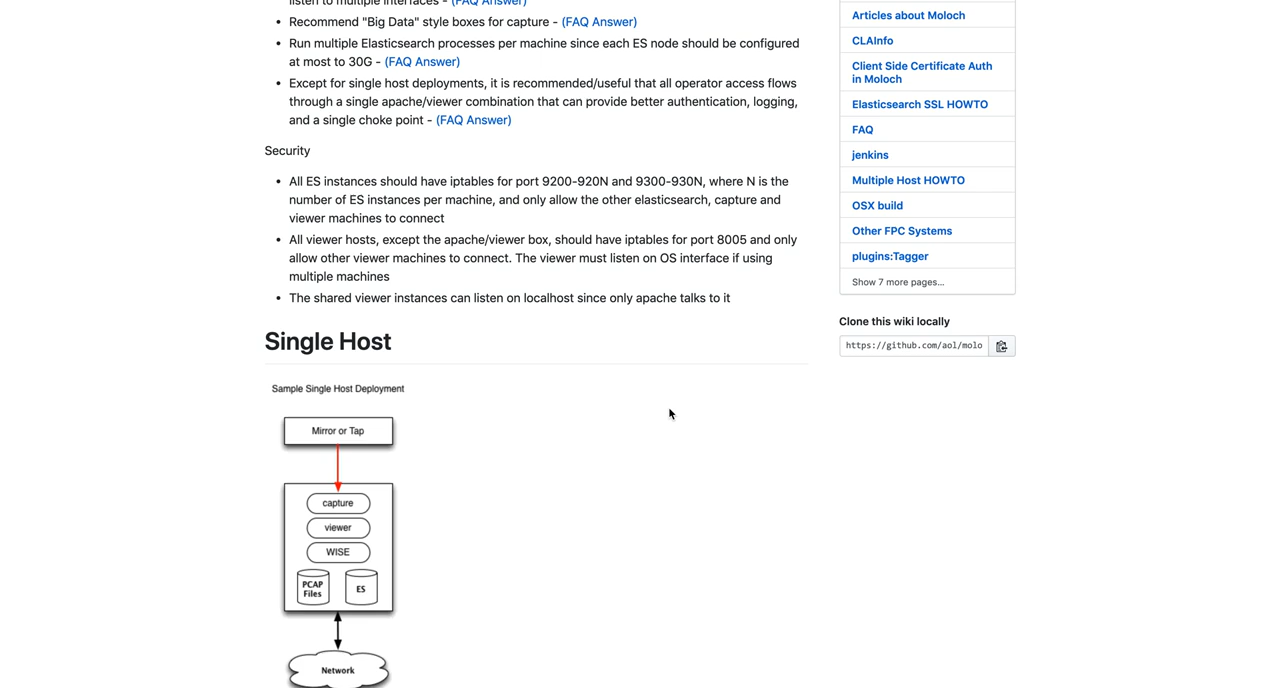 listen to multiple interfaces - (FAQ Answer)
• Recommend "Big Data" style boxes for capture - (FAQ Answer)
• Run multiple Elasticsearch processes per machine since each ES node should be configured
at most to 30G - (FAQ Answer)
• Except for single host deployments, it is recommended/useful that all operator access flows
through a single apache/viewer combination that can provide better authentication, logging,
and a single choke point - (FAQ Answer)
Security
• All ES instances should have iptables for port 9200-920N and 9300-930N, where N is the
number of ES instances per machine, and only allow the other elasticsearch, capture and
viewer machines to connect
• All viewer hosts, except the apache/viewer box, should have iptables for port 8005 and only
allow other viewer machines to connect. The viewer must listen on OS interface if using
multiple machines
• The shared viewer instances can listen on localhost since only apache talks to it
Single Host
Sample Single Host Deployment
Mirror or Tap
capture
viewer
WISE
PCAP
Files
ES
Network
Articles about Moloch
CLAInfo
Client Side Certificate Auth
in Moloch
Elasticsearch SSL HOWTO
FAQ
jenkins
Multiple Host HOWTO
OSX build
Other FPC Systems
plugins:Tagger
Show 7 more pages...
Clone this wiki locally
https://github.com/aol/molo